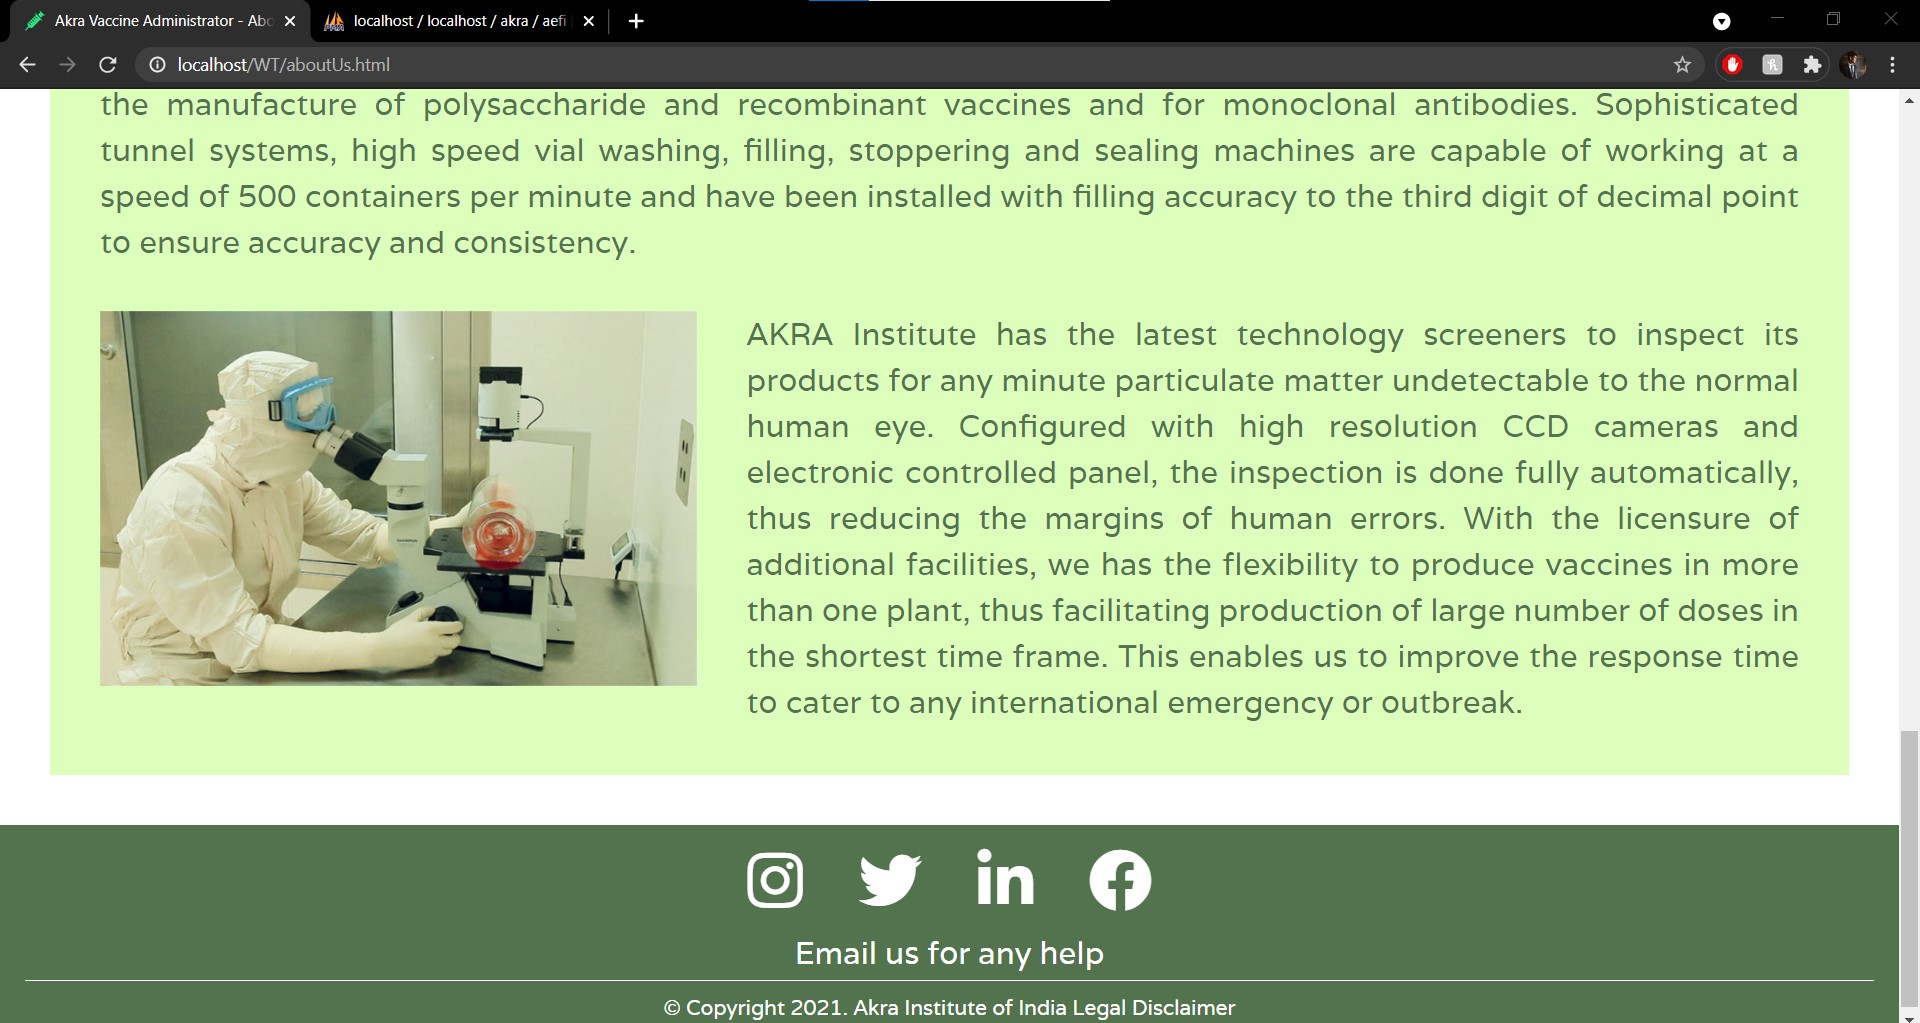 Akra Vaccine Administrator - Abo
localhost / localhost / akra / aefi
localhost/WT/aboutUs.html
the manufacture of polysaccharide and recombinant vaccines and for monoclonal antibodies. Sophisticated
tunnel systems, high speed vial washing, filling, stoppering and sealing machines are capable of working at a
speed of 500 containers per minute and have been installed with filling accuracy to the third digit of decimal point
to ensure accuracy and consistency.
AKRA Institute has the latest technology screeners to inspect its
products for any minute particulate matter undetectable to the normal
human eye. Configured with high resolution CCD cameras and
electronic controlled panel, the inspection is done fully automatically,
thus reducing the margins of human errors. With the licensure of
additional facilities, we has the flexibility to produce vaccines in more
than one plant, thus facilitating production of large number of doses in
the shortest time frame. This enables us to improve the response time
to cater to any international emergency or outbreak.
Email us for any help
© Copyright 2021. Akra Institute of India Legal Disclaimer